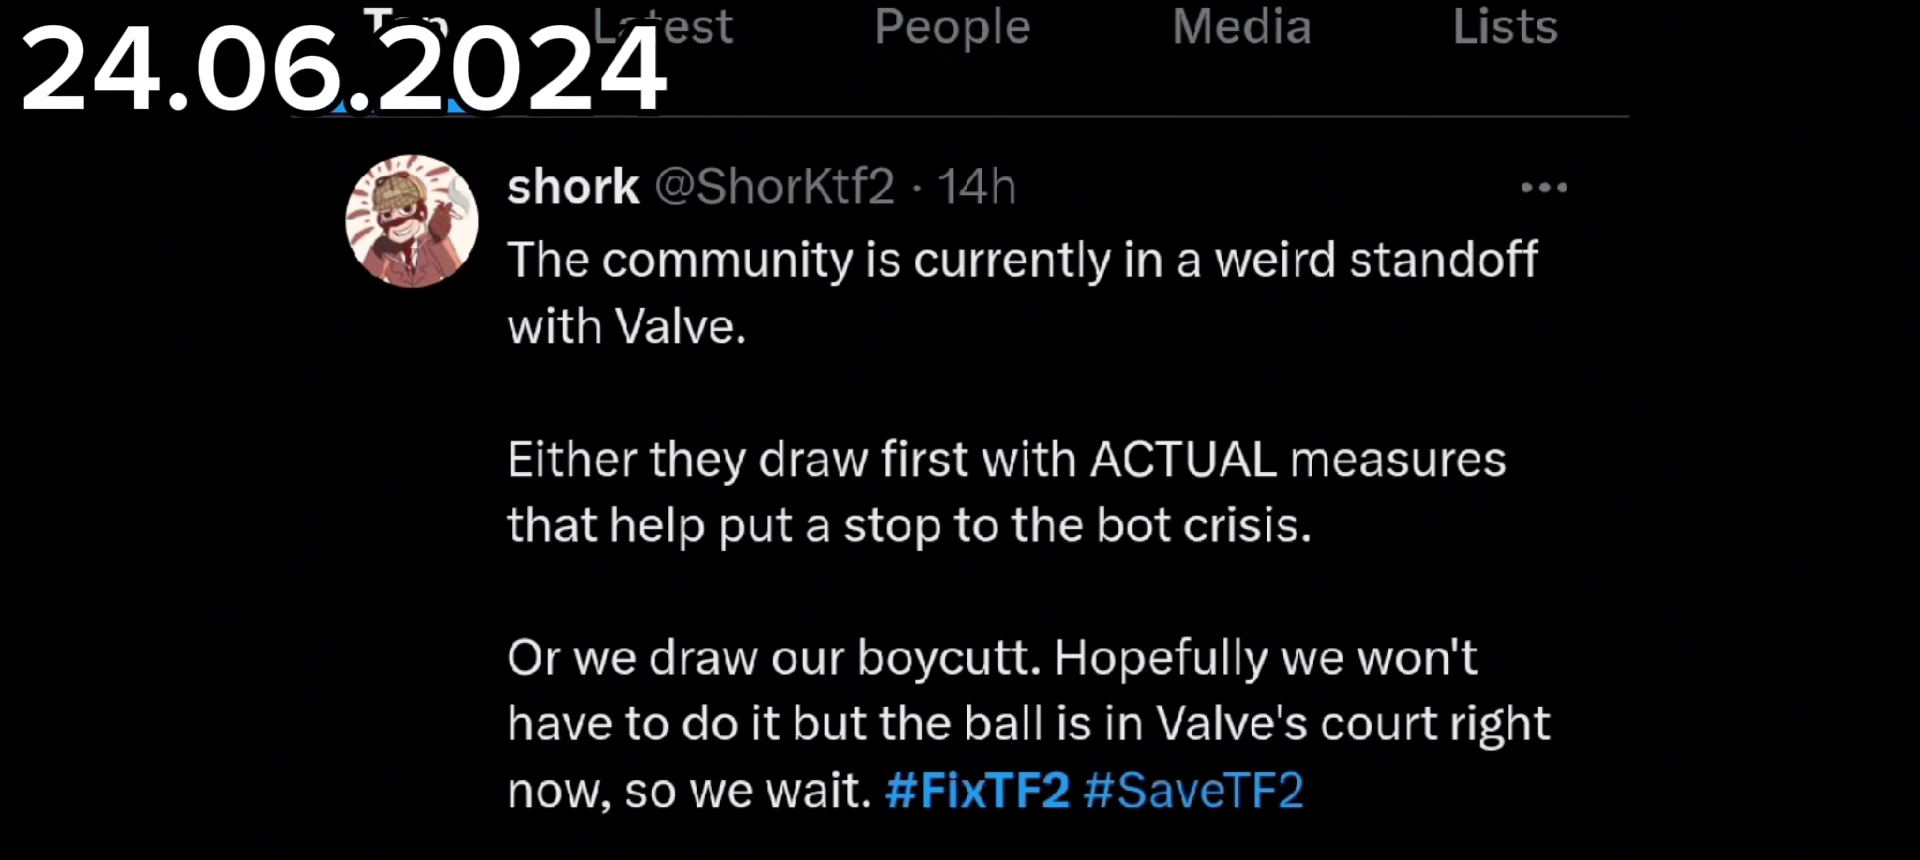 Top Latest People Media Lists
24.06.2024
shork @ShorKtf2 · 14h
The community is currently in a weird standoff
with Valve.
Either they draw first with ACTUAL measures
that help put a stop to the bot crisis.
Or we draw our boycutt. Hopefully we won't
have to do it but the ball is in Valve's court right
now, so we wait. #FixTF2 #SaveTF2